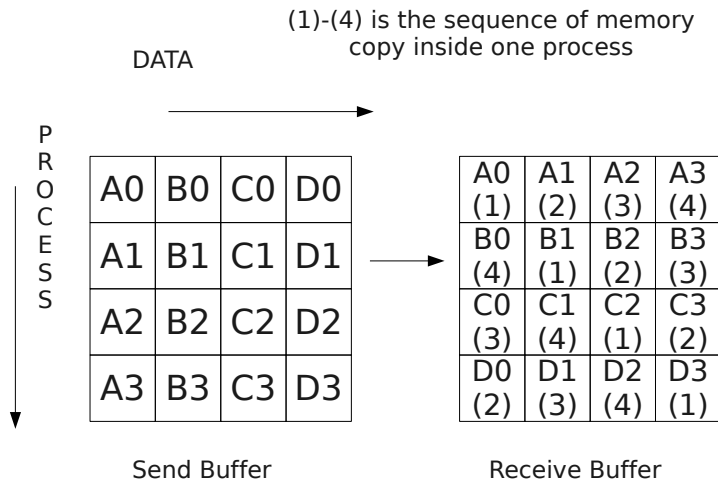 (1)-(4) is the sequence of memory
copy inside one process
DATA
P
R
O
C
E
S
S
A0 B0 C0 D0
A1 B1 C1 D1
A2 B2 C2 D2
A3 B3 C3 D3
Send Buffer
A0 A1 A2 A3
(1) (2) (3) (4)
B0 B1 B2 B3
(4) (1) (2) (3)
C0 C1 C2 C3
(3) (4) (1) (2)
D0 D1 D2 D3
(2) (3) (4) (1)
Receive Buffer